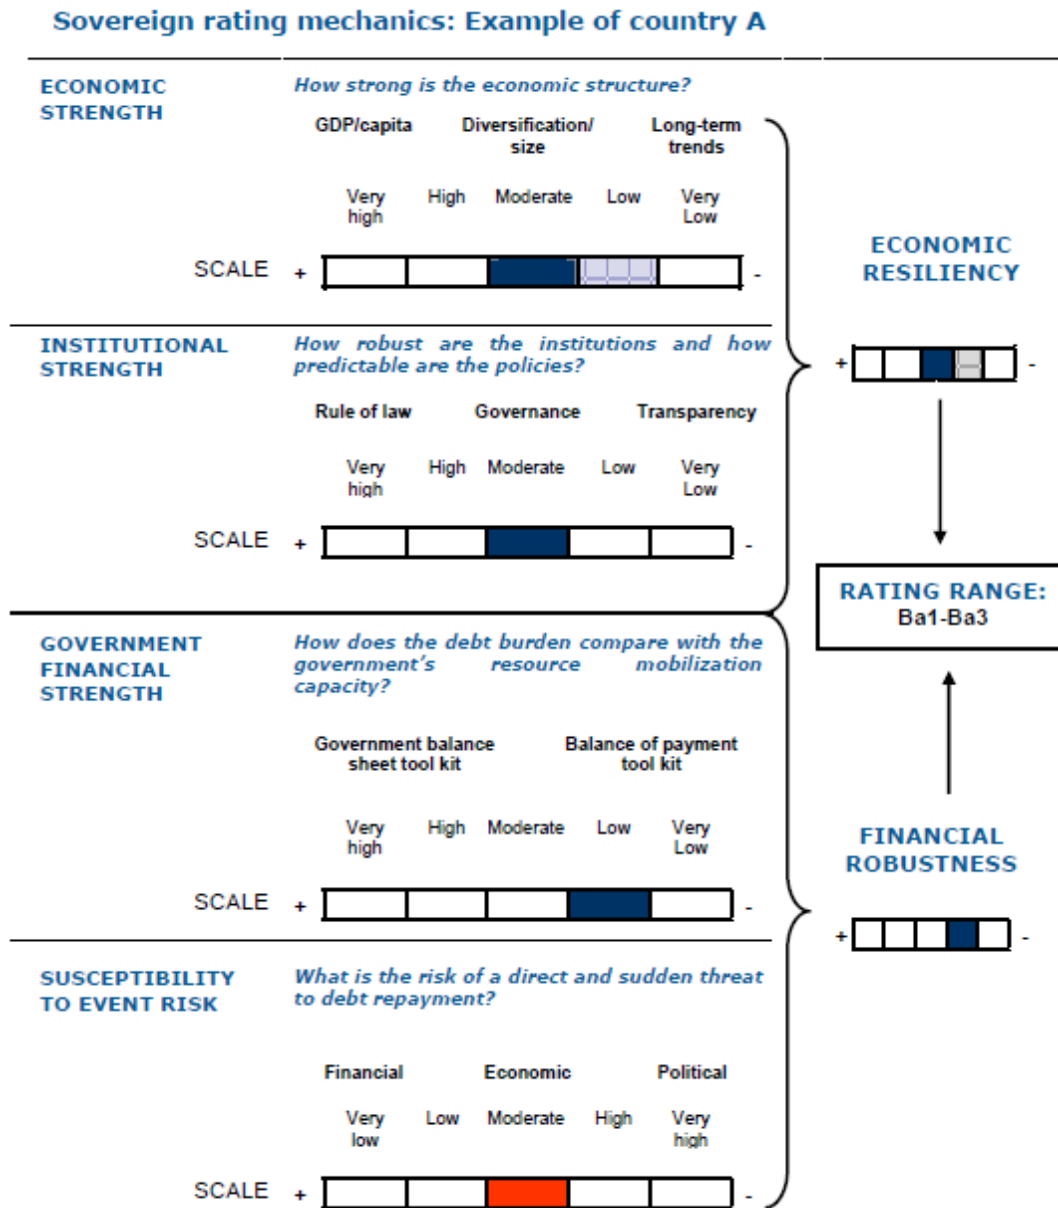 Sovereign rating mechanics: Example of country A
ECONOMIC
STRENGTH
How strong is the economic structure?
GDP/capita Diversification/ Long-term
size trends
Very High Moderate Low Very
high Low
SCALE + -
ECONOMIC
RESILIENCY
+ -
INSTITUTIONAL
STRENGTH
How robust are the institutions and how
predictable are the policies?
Rule of law Governance Transparency
Very High Moderate Low Very
high Low
SCALE + -
RATING RANGE:
Ba1-Ba3
GOVERNMENT
FINANCIAL
STRENGTH
How does the debt burden compare with the
government's resource mobilization
capacity?
Government balance Balance of payment
sheet tool kit tool kit
Very High Moderate Low Very
high Low
SCALE + -
FINANCIAL
ROBUSTNESS
+ -
SUSCEPTIBILITY
TO EVENT RISK
What is the risk of a direct and sudden threat
to debt repayment?
Financial Economic Political
Very Low Moderate High Very
low high
SCALE + -